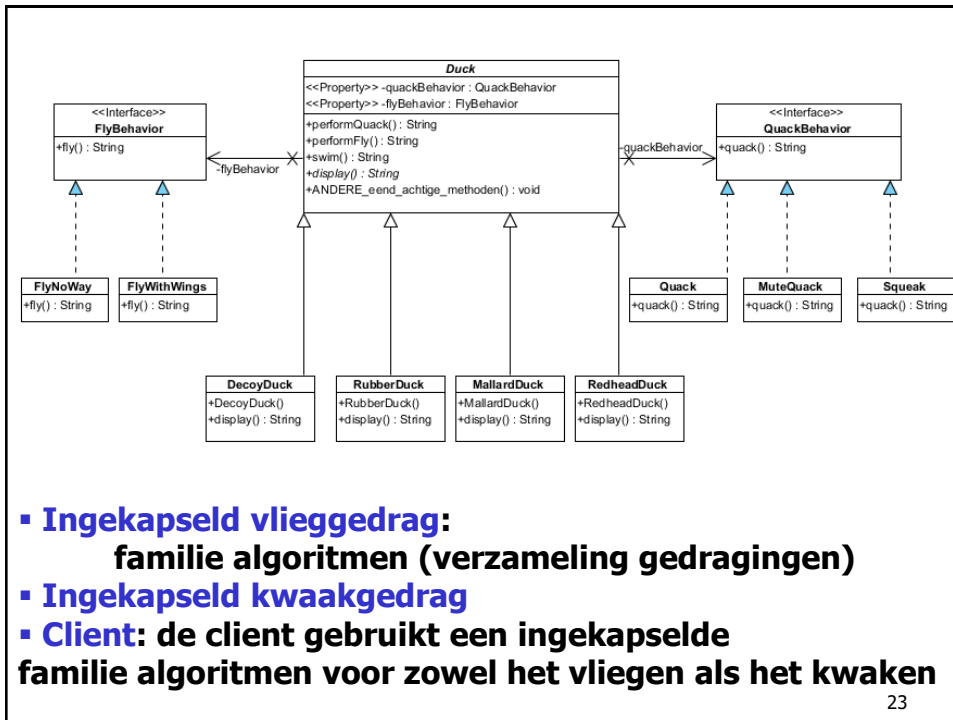 Duck
<<Property>> -quackBehavior : QuackBehavior
<<Property>> -flyBehavior : FlyBehavior
+performQuack() : String
+performFly() : String
+swim() : String
+display() : String
+ANDERE_eend_achtige_methoden() : void
<<Interface>>
FlyBehavior
+fly() : String
-flyBehavior
-quackBehavior
<<Interface>>
QuackBehavior
+quack() : String
FlyNoWay
+fly() : String
FlyWithWings
+fly() : String
Quack
+quack() : String
MuteQuack
+quack() : String
Squeak
+quack() : String
DecoyDuck
+DecoyDuck()
+display() : String
RubberDuck
+RubberDuck()
+display() : String
MallardDuck
+MallardDuck()
+display() : String
RedheadDuck
+RedheadDuck()
+display() : String
▪ Ingekapseld vlieggedrag:
familie algoritmen (verzameling gedragingen)
▪ Ingekapseld kwaakgedrag
▪ Client: de client gebruikt een ingekapselde
familie algoritmen voor zowel het vliegen als het kwaken
23